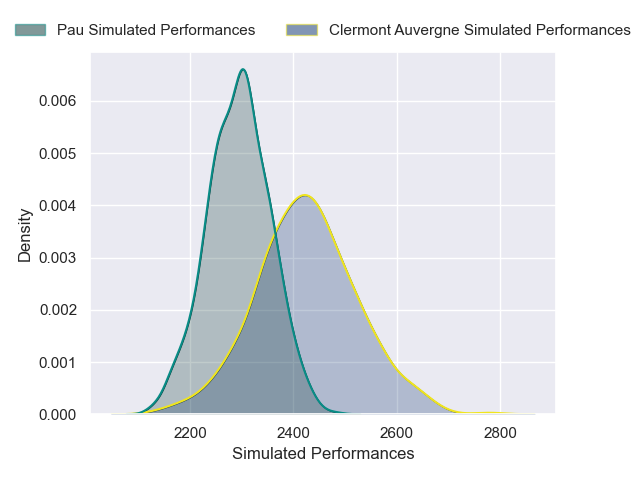 Pau Simulated Performances
Clermont Auvergne Simulated Performances
0.006
0.005
0.004
0.003
0.002
0.001
0.000
Density
2200
2400
2600
2800
Simulated Performances